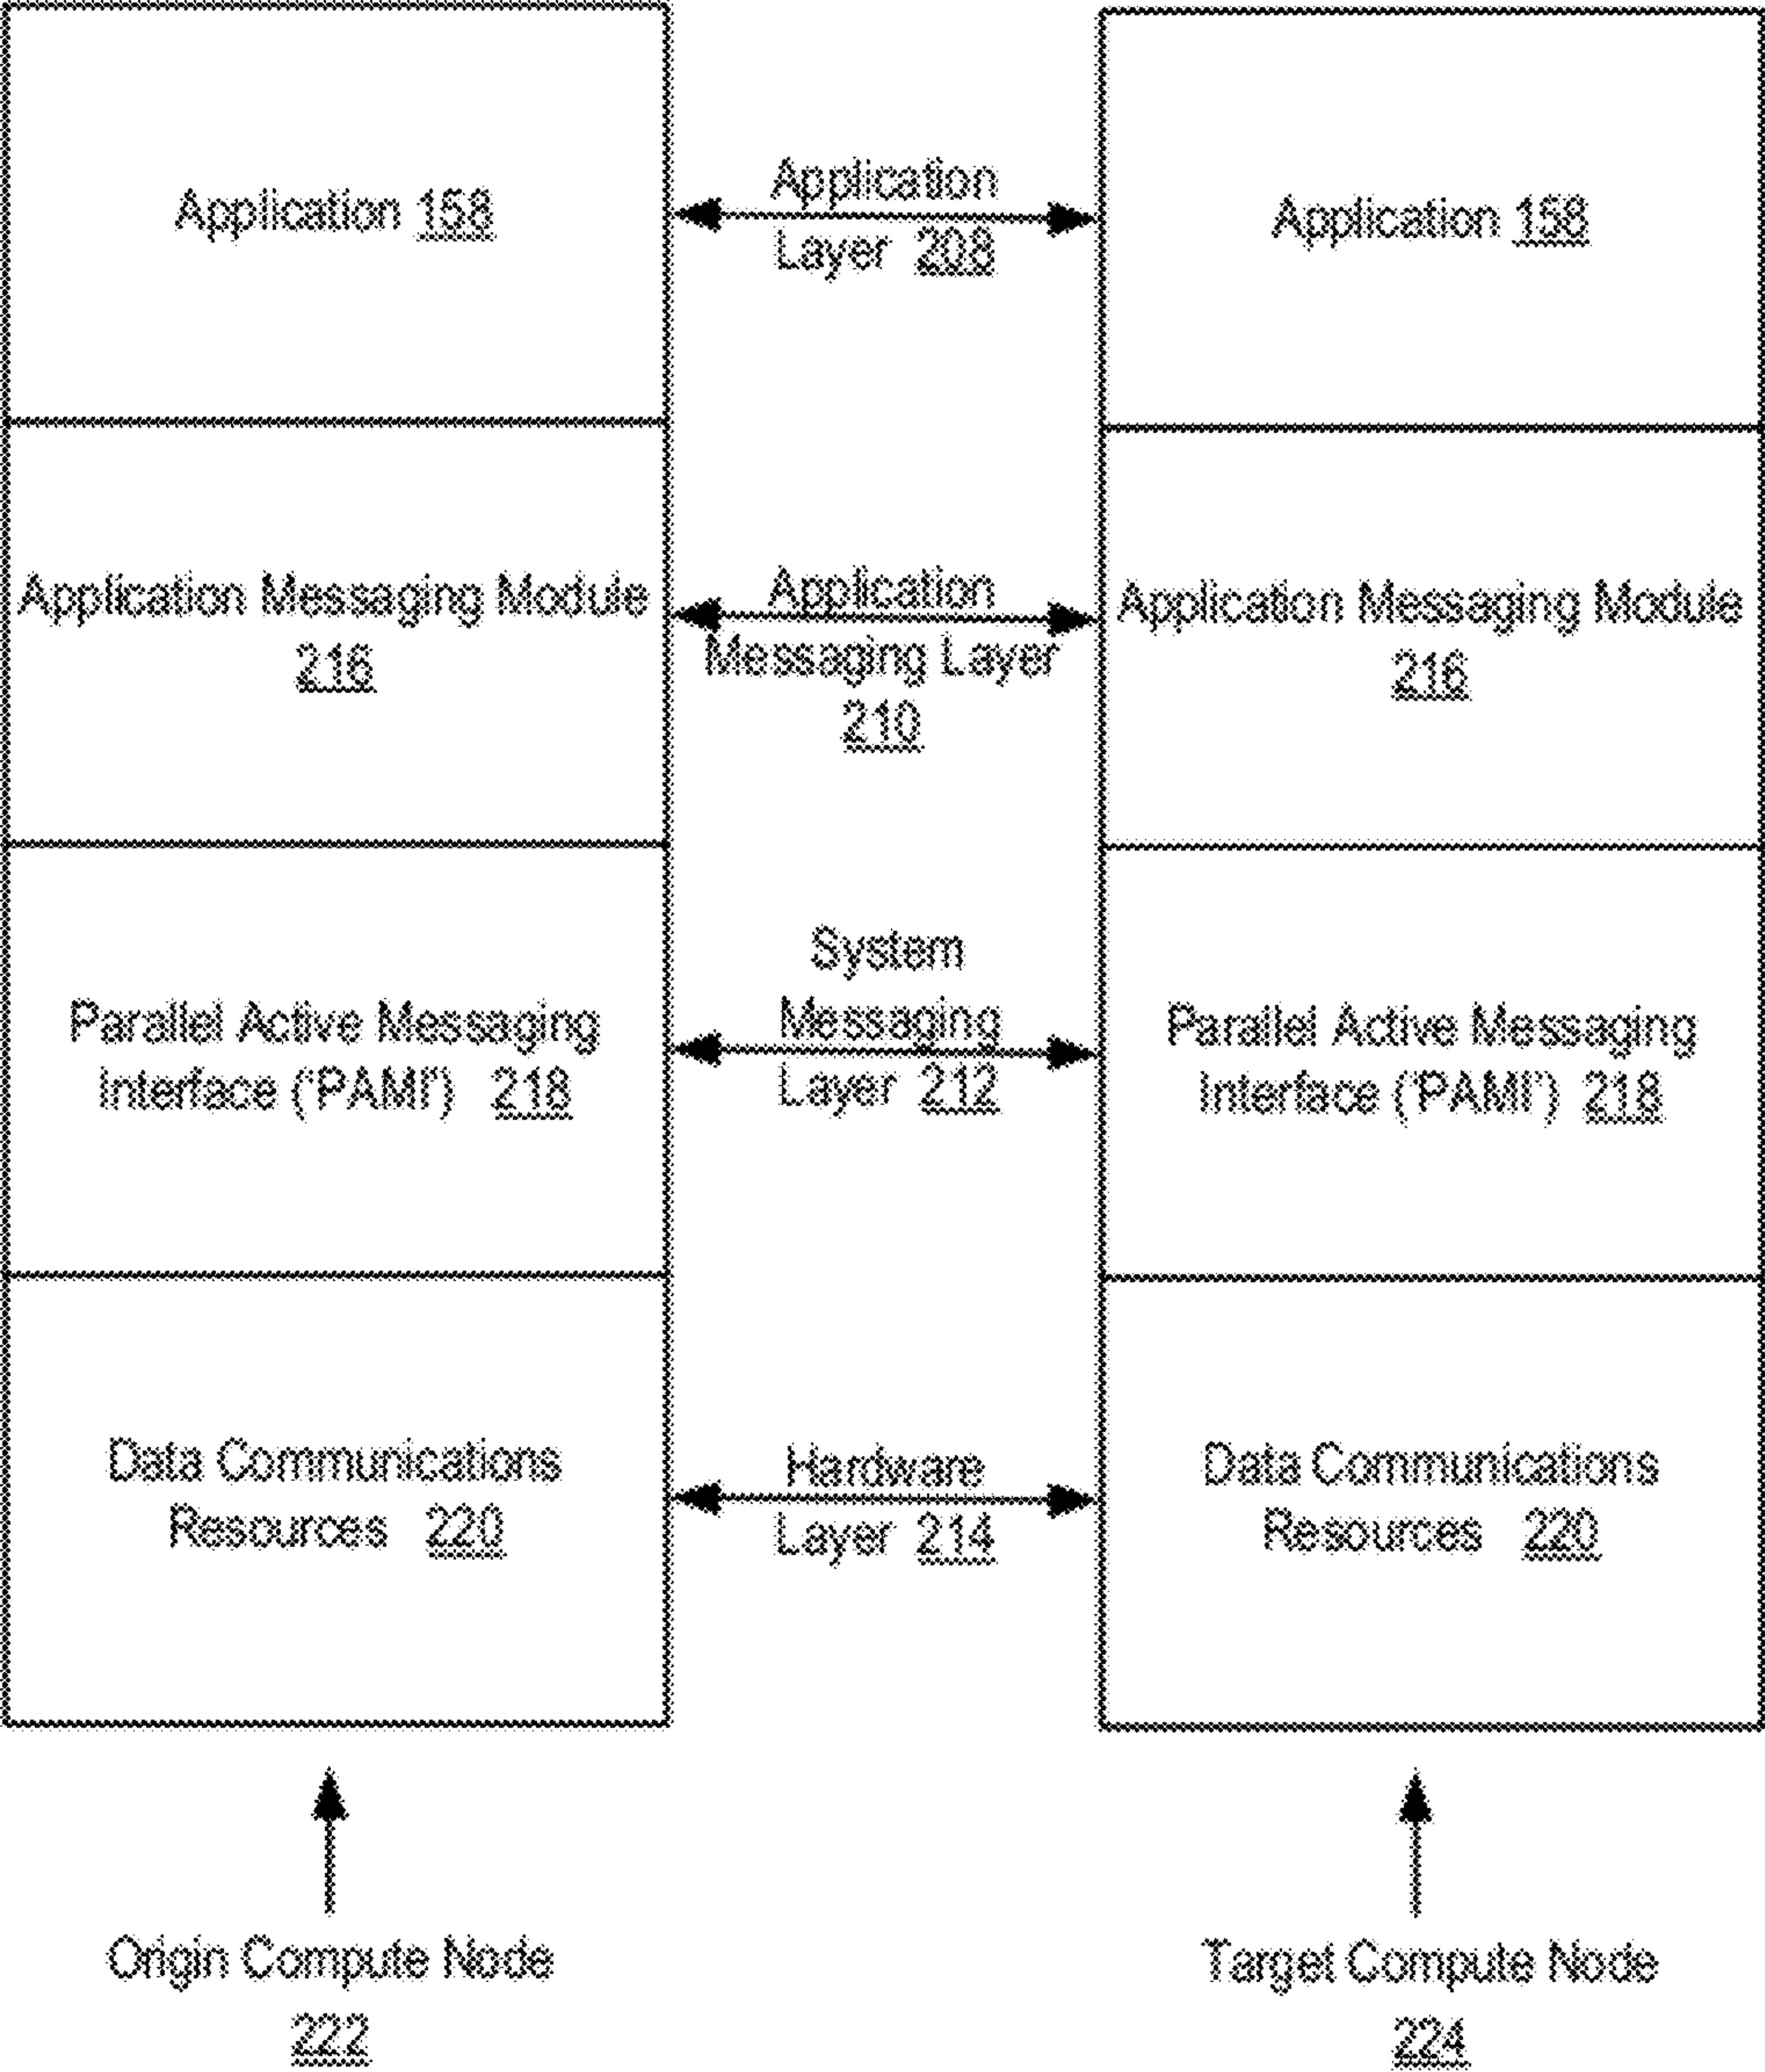 Application 158
Application
Layer 208
Application 158
Application Messaging Module
216
Application
Messaging Layer
210
Application Messaging Module
216
Parallel Active Messaging
Interface ('PAMI') 218
System
Messaging
Layer 212
Parallel Active Messaging
Interface ('PAMI') 218
Data Communications
Resources 220
Hardware
Layer 214
Data Communications
Resources 220
Origin Compute Node
222
Target Compute Node
224